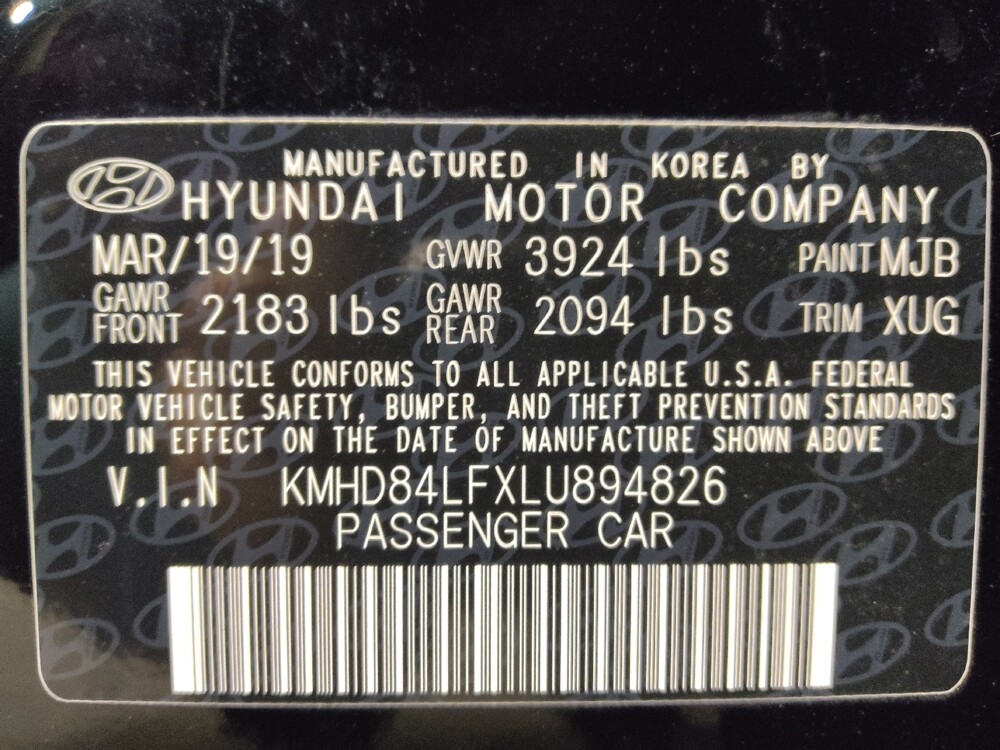 MANUFACTURED IN KOREA BY
HYUNDAI MOTOR COMPANY
MAR/19/19 GVWR 3924 lbs PAINT MJB
GAWR FRONT 2183 lbs GAWR REAR 2094 lbs TRIM XUG
THIS VEHICLE CONFORMS TO ALL APPLICABLE U.S.A. FEDERAL
MOTOR VEHICLE SAFETY, BUMPER, AND THEFT PREVENTION STANDARDS
IN EFFECT ON THE DATE OF MANUFACTURE SHOWN ABOVE
V.I.N KMHD84LFXLU894826
PASSENGER CAR